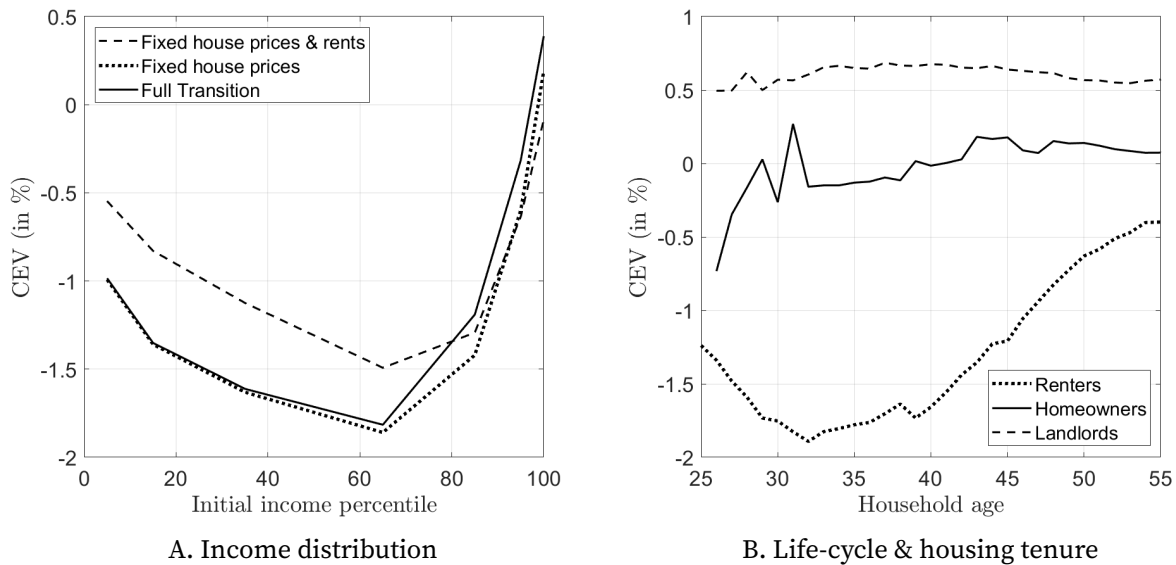 0.5
0
-0.5
-1
-1.5
-2
CEV (in %)
Fixed house prices & rents
Fixed house prices
Full Transition
0 20 40 60 80 100
Initial income percentile
A. Income distribution
1
0.5
0
-0.5
-1
-1.5
-2
CEV (in %)
Renters
Homeowners
Landlords
25 30 35 40 45 50 55
Household age
B. Life-cycle & housing tenure